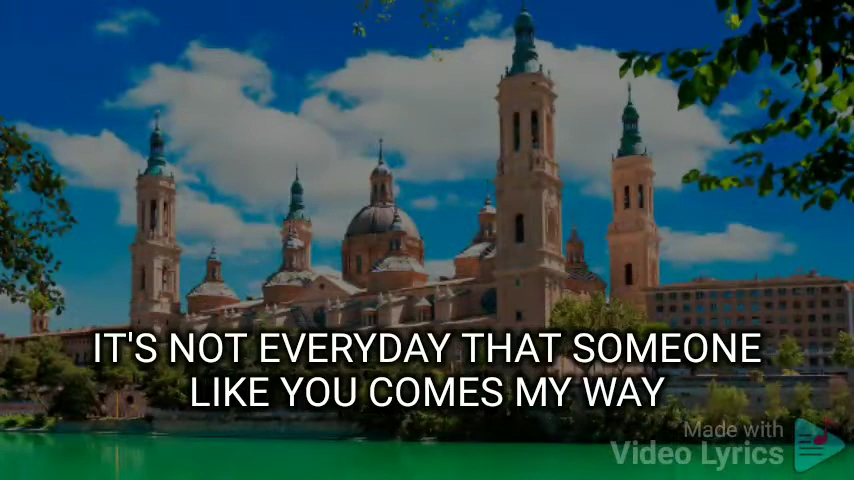 IT'S NOT EVERYDAY THAT SOMEONE
LIKE YOU COMES MY WAY
Made with
Video Lyrics